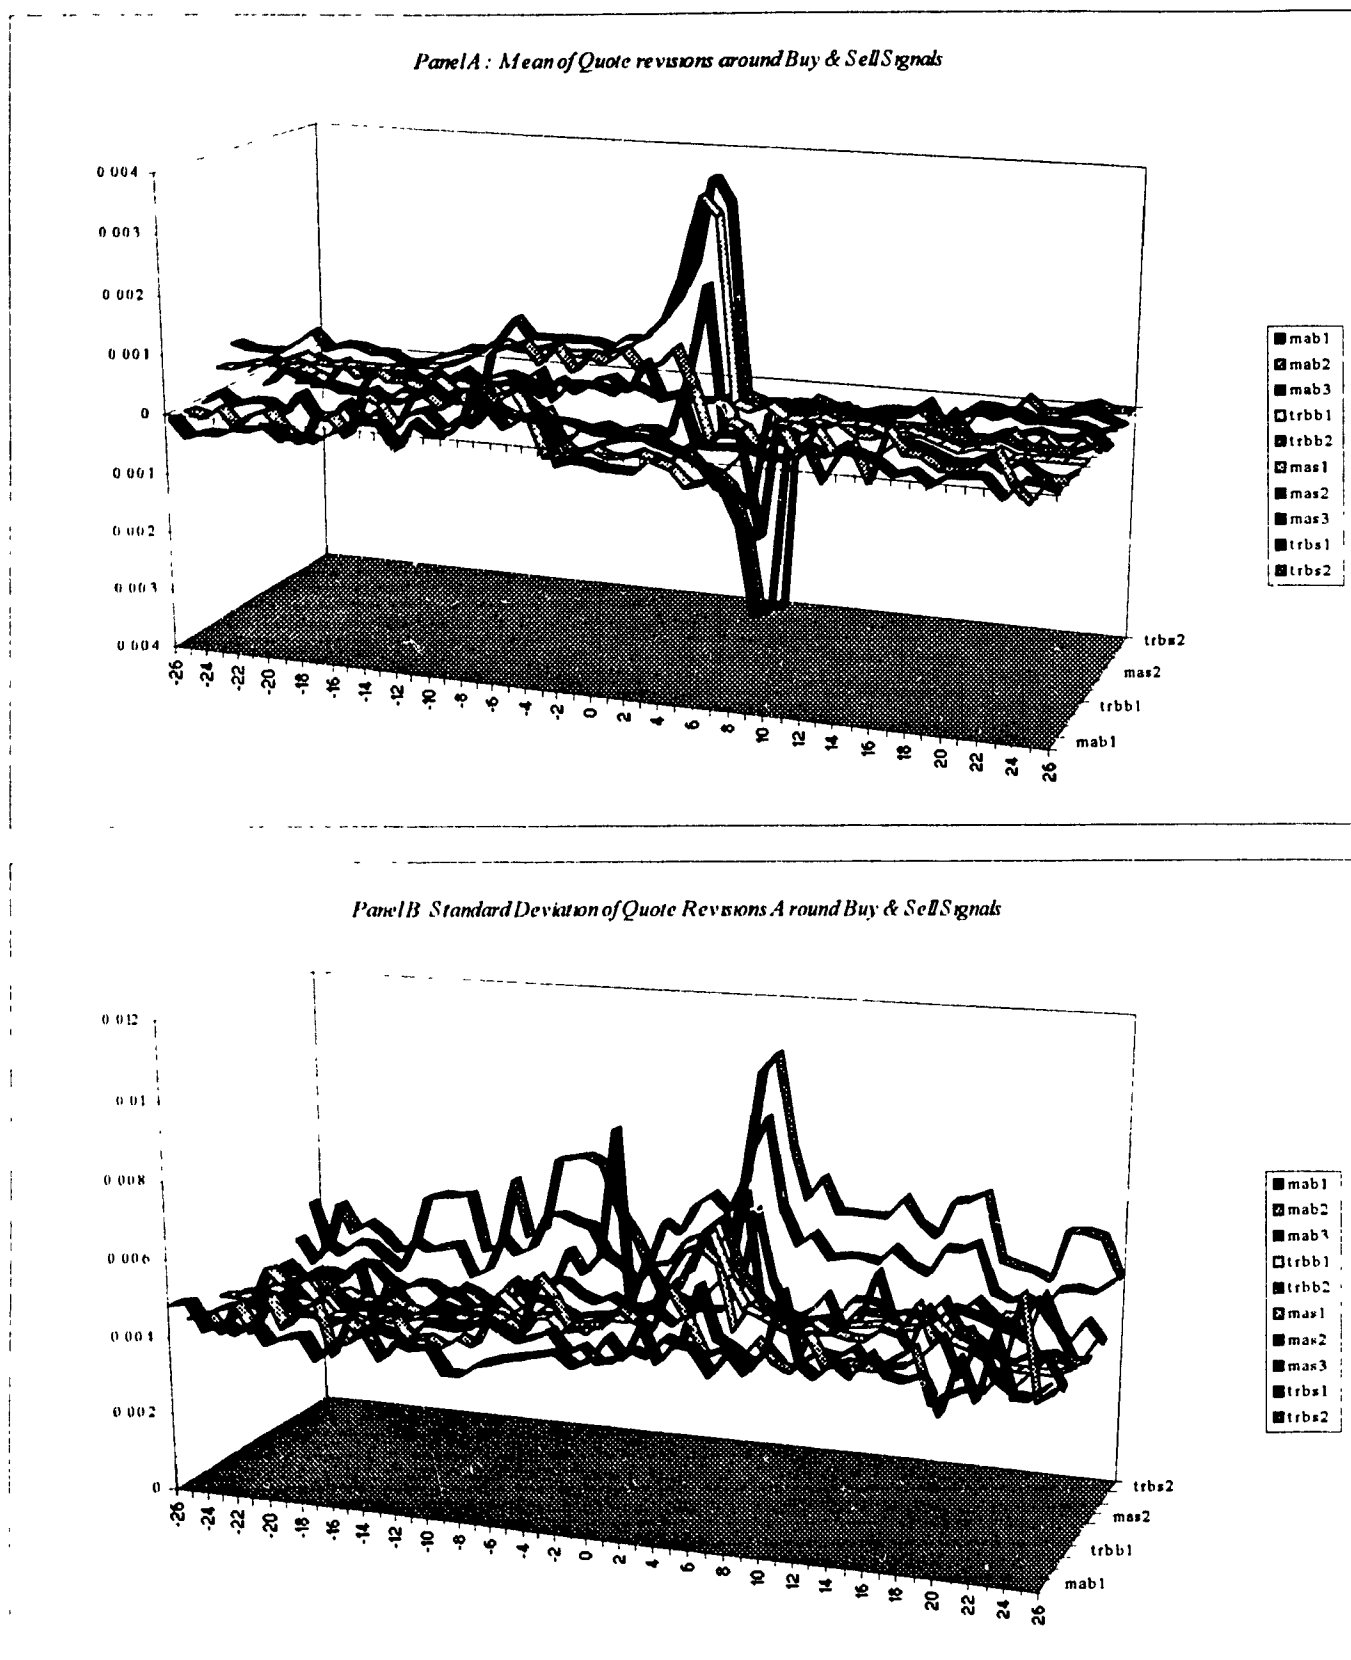 Panel A : Mean of Quote revisions around Buy & Sell Signals
0 004
0 003
0 002
0 001
0
0 001
0 002
0 003
0 004
-26 -24 -22 -20 -18 -16 -14 -12 -10 -8 -6 -4 -2 0 2 4 6 8 10 12 14 16 18 20 22 24 26
trbs2
mas2
trbb1
mab1
mab1
mab2
mab3
trbb1
trbb2
mas1
mas2
mas3
trbs1
trbs2
Panel B Standard Deviation of Quote Revisions Around Buy & Sell Signals
0 012
0 01
0 008
0 006
0 004
0 002
0
-26 -24 -22 -20 -18 -16 -14 -12 -10 -8 -6 -4 -2 0 2 4 6 8 10 12 14 16 18 20 22 24 26
trbs2
mas2
trbb1
mab1
mab1
mab2
mab3
trbb1
trbb2
mas1
mas2
mas3
trbs1
trbs2